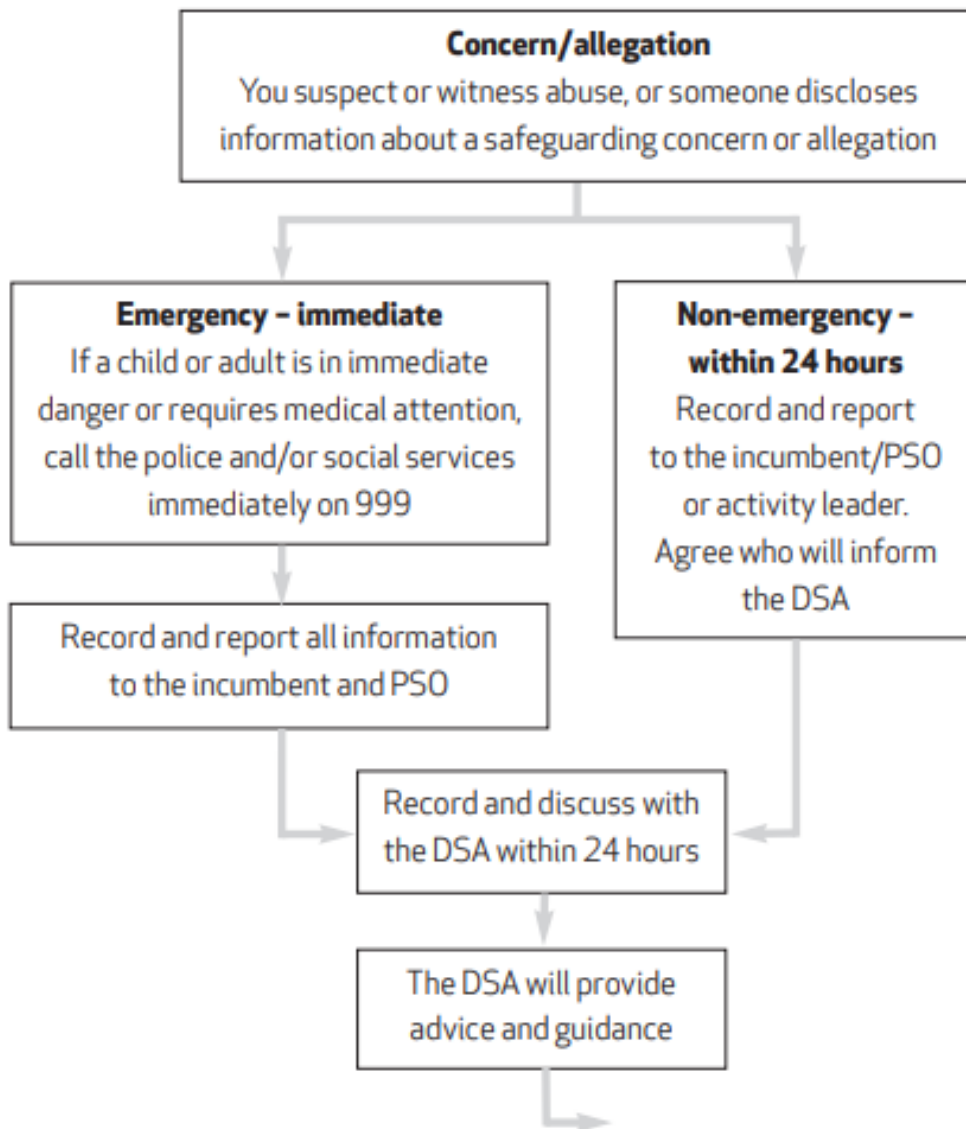 Concern/allegation
You suspect or witness abuse, or someone discloses
information about a safeguarding concern or allegation
Emergency – immediate
If a child or adult is in immediate
danger or requires medical attention,
call the police and/or social services
immediately on 999
Non-emergency –
within 24 hours
Record and report
to the incumbent/PSO
or activity leader.
Agree who will inform
the DSA
Record and report all information
to the incumbent and PSO
Record and discuss with
the DSA within 24 hours
The DSA will provide
advice and guidance